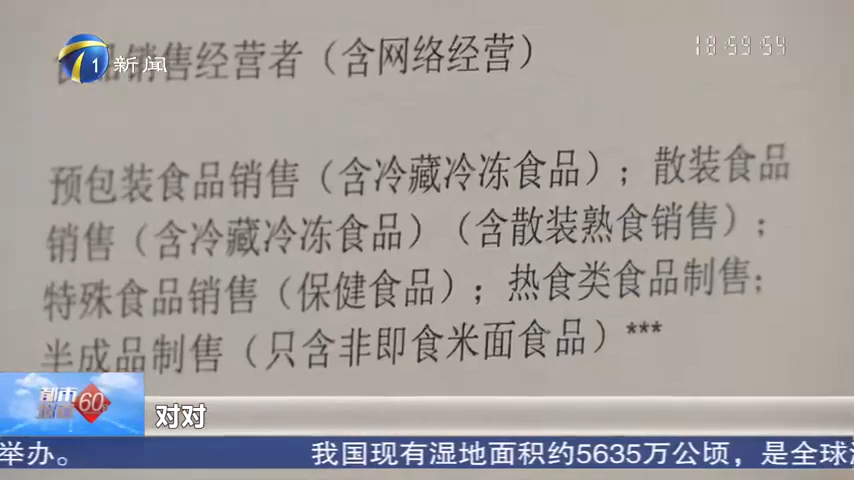 1 新闻
18:59:54
销售经营者（含网络经营）
预包装食品销售（含冷藏冷冻食品）；散装食品
销售（含冷藏冷冻食品）（含散装熟食销售）；
特殊食品销售（保健食品）；热食类食品制售；
半成品制售（只含非即食米面食品）***
都市
60
对对
举办。 我国现有湿地面积约5635万公顷，是全球